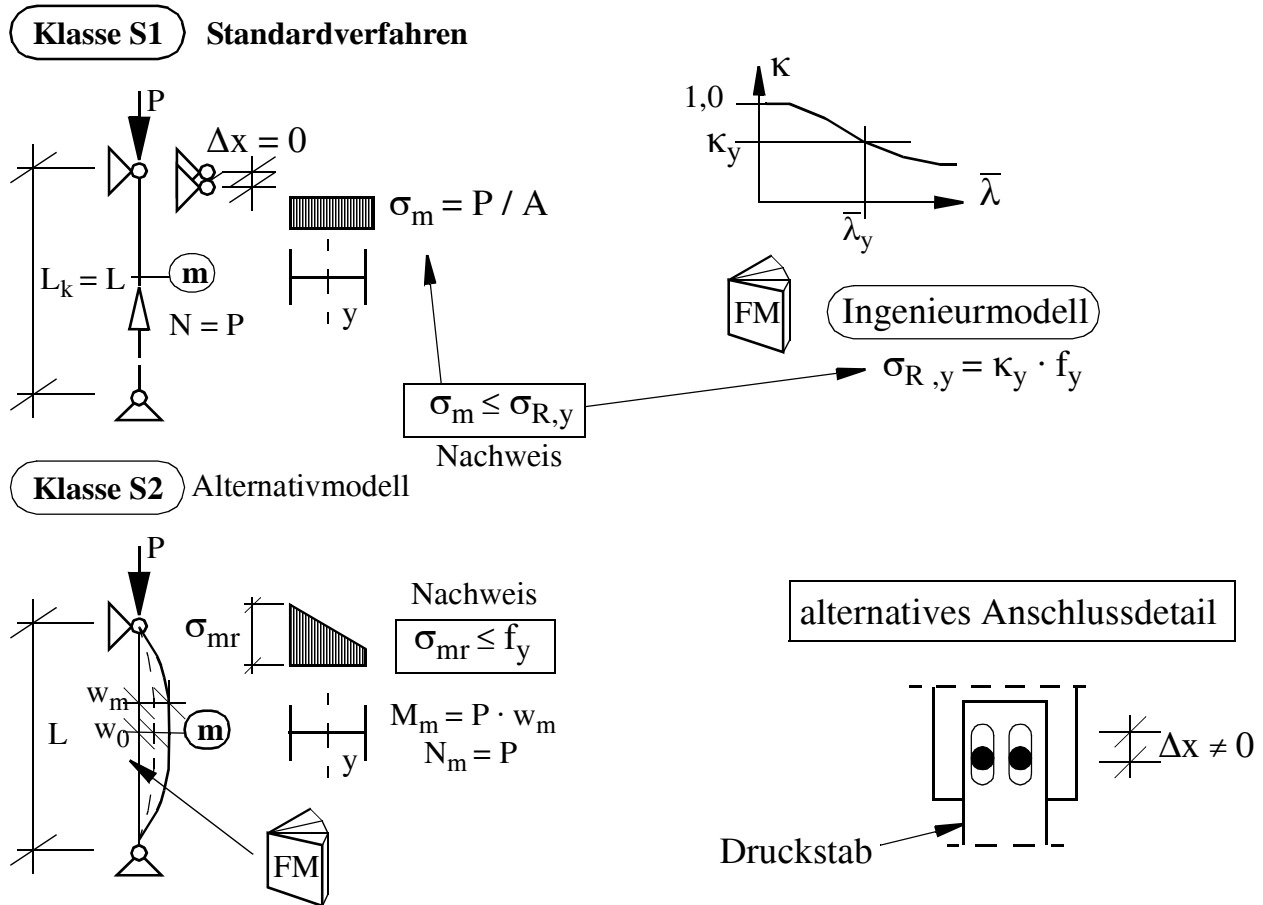 Klasse S1 Standardverfahren
P
Δx = 0
σm = P / A
Lk = L
m
N = P
y
κ
1,0
κy
λ̅
λ̅y
FM
Ingenieurmodell
σR ,y = κy · fy
σm ≤ σR,y
Nachweis
Klasse S2 Alternativmodell
P
σmr
Nachweis
σmr ≤ fy
wm
w0
L
m
Mm = P · wm
Nm = P
y
FM
alternatives Anschlussdetail
Δx ≠ 0
Druckstab